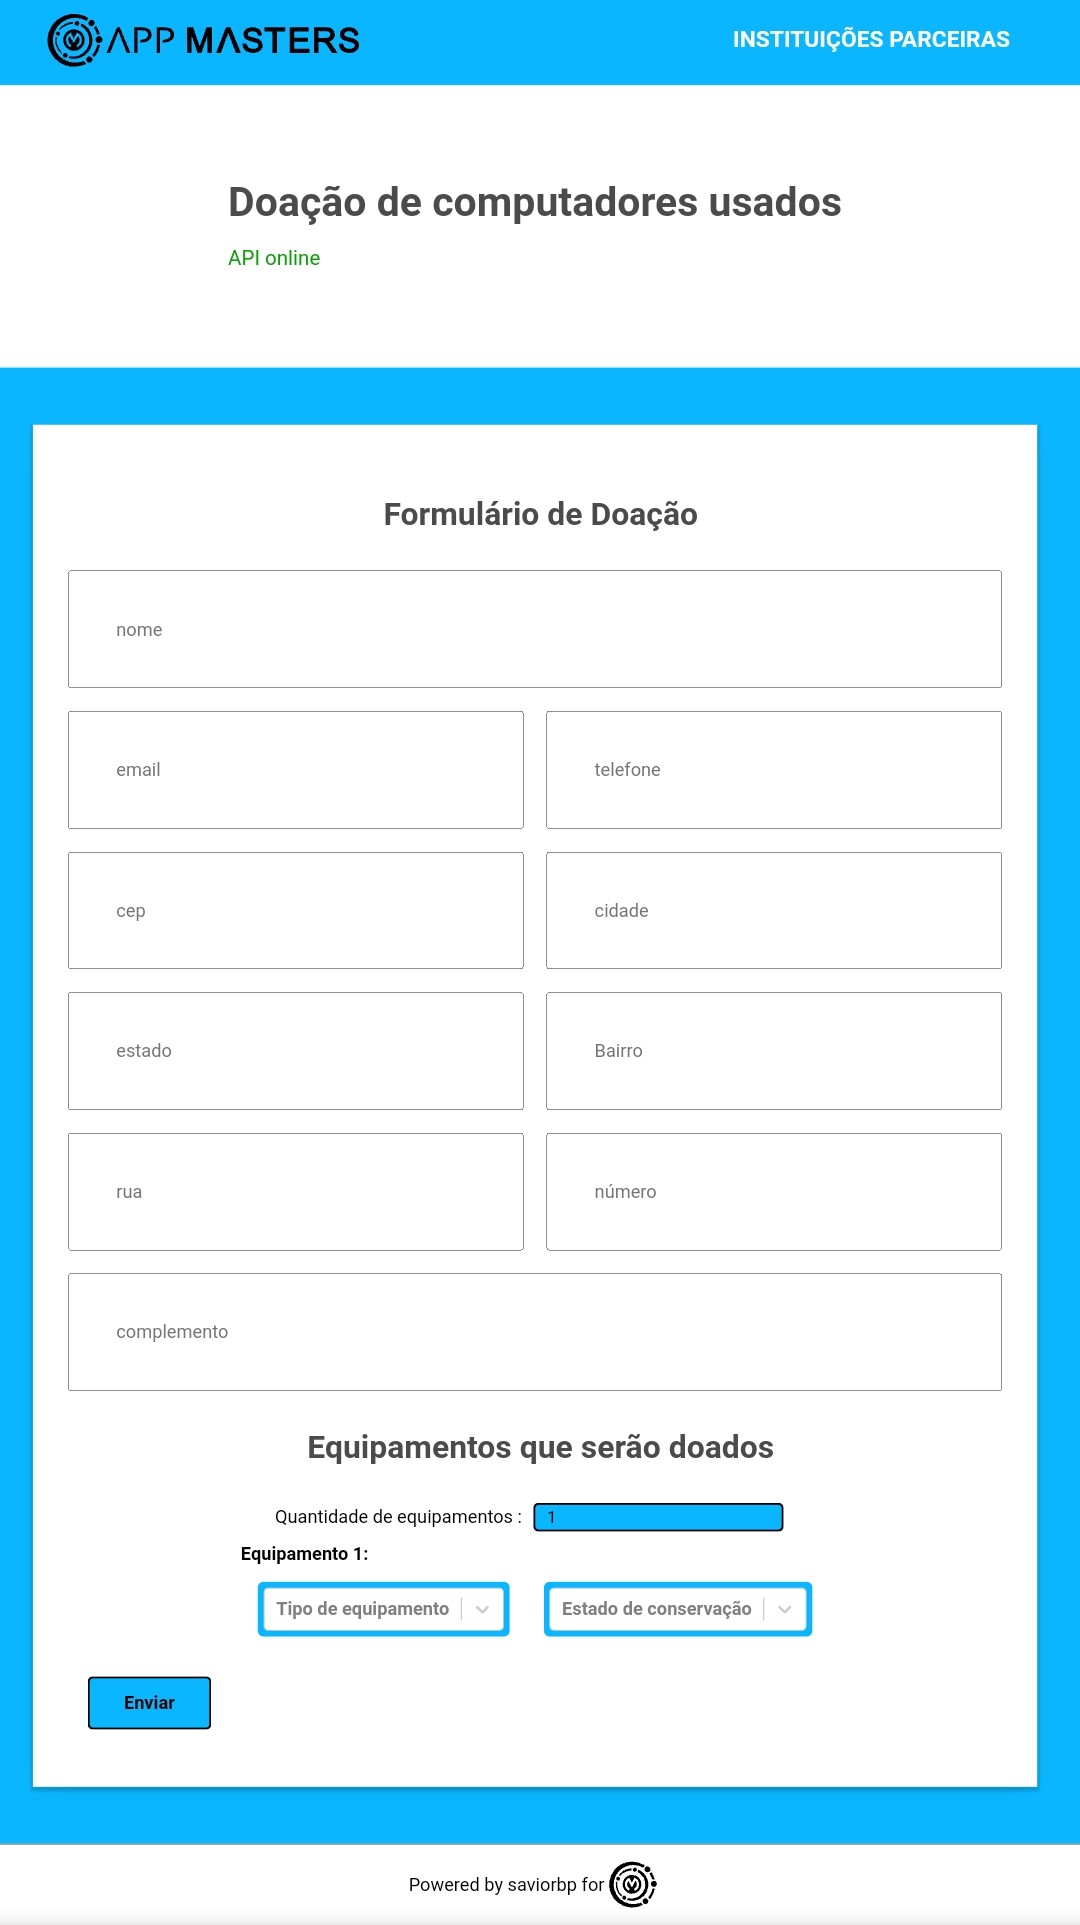 APP MASTERS
INSTITUIÇÕES PARCEIRAS
Doação de computadores usados
API online
Formulário de Doação
nome
email
telefone
cep
cidade
estado
Bairro
rua
número
complemento
Equipamentos que serão doados
Quantidade de equipamentos : 1
Equipamento 1:
Tipo de equipamento
Estado de conservação
Enviar
Powered by saviorbp for